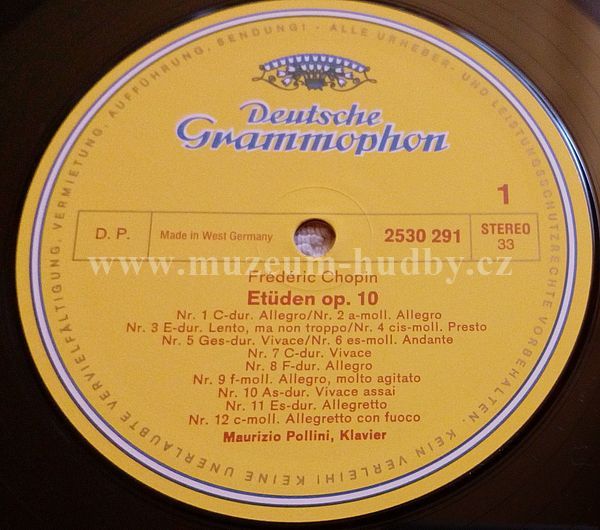 KEINE UNERLAUBTE VERVIELFÄLTIGUNG, VERMIETUNG, AUFFÜHRUNG, SENDUNG! · ALLE URHEBER- UND LEISTUNGSSCHUTZRECHTE VORBEHALTEN · KEIN VERLEIH!
Deutsche
Grammophon
1
D. P.
Made in West Germany
2530 291
STEREO
33
www.muzeum-hudby.cz
Frédéric Chopin
Etüden op. 10
Nr. 1 C-dur. Allegro/Nr. 2 a-moll. Allegro
Nr. 3 E-dur. Lento, ma non troppo/Nr. 4 cis-moll. Presto
Nr. 5 Ges-dur. Vivace/Nr. 6 es-moll. Andante
Nr. 7 C-dur. Vivace
Nr. 8 F-dur. Allegro
Nr. 9 f-moll. Allegro, molto agitato
Nr. 10 As-dur. Vivace assai
Nr. 11 Es-dur. Allegretto
Nr. 12 c-moll. Allegretto con fuoco
Maurizio Pollini, Klavier